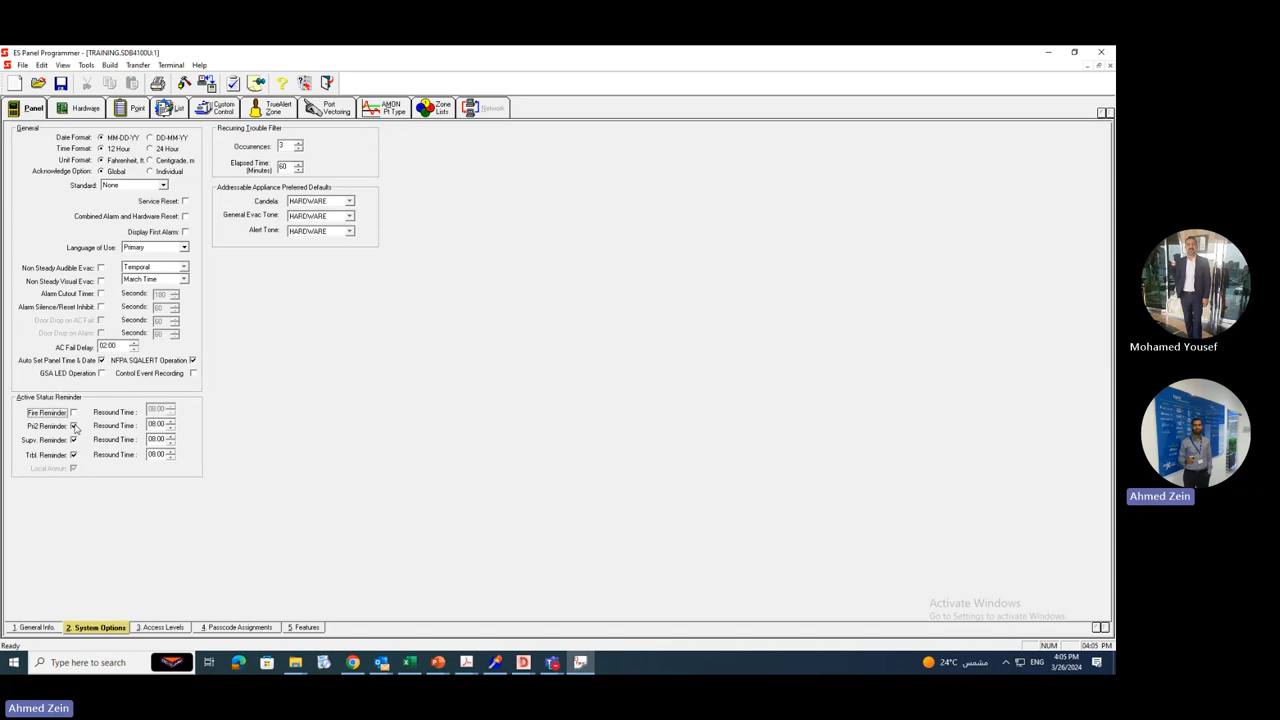 ES Panel Programmer - [TRAINING.SDB4100U:1]
File Edit View Tools Build Transfer Terminal Help
Panel Hardware Point List Custom Control TrueAlert Zone Port Vectoring AMON Pt Type Zone Lists Network
General
Date Format: MM-DD-YY DD-MM-YY
Time Format: 12 Hour 24 Hour
Unit Format: Fahrenheit, ft. Centigrade, m
Acknowledge Option: Global Individual
Standard: None
Service Reset:
Combined Alarm and Hardware Reset:
Display First Alarm:
Language of Use: Primary
Non Steady Audible Evac: Temporal
Non Steady Visual Evac: March Time
Alarm Cutout Timer: Seconds: 180
Alarm Silence/Reset Inhibit: Seconds: 60
Door Drop on AC Fail: Seconds: 60
Door Drop on Alarm: Seconds: 60
AC Fail Delay: 02:00
Auto Set Panel Time & Date NFPA SQALERT Operation
GSA LED Operation Control Event Recording
Active Status Reminder
Fire Reminder: Resound Time : 08:00
Pri2 Reminder: Resound Time : 08:00
Supv. Reminder: Resound Time : 08:00
Trbl. Reminder: Resound Time : 08:00
Local Annun:
Recurring Trouble Filter
Occurrences: 3
Elapsed Time: (Minutes) 60
Addressable Appliance Preferred Defaults
Candela: HARDWARE
General Evac Tone: HARDWARE
Alert Tone: HARDWARE
Mohamed Yousef
Ahmed Zein
Activate Windows
Go to Settings to activate Windows.
1. General Info. 2. System Options 3. Access Levels 4. Passcode Assignments 5. Features
Ready NUM 04:05 PM
Type here to search
24°C مشمس ENG 4:05 PM 3/26/2024
Ahmed Zein